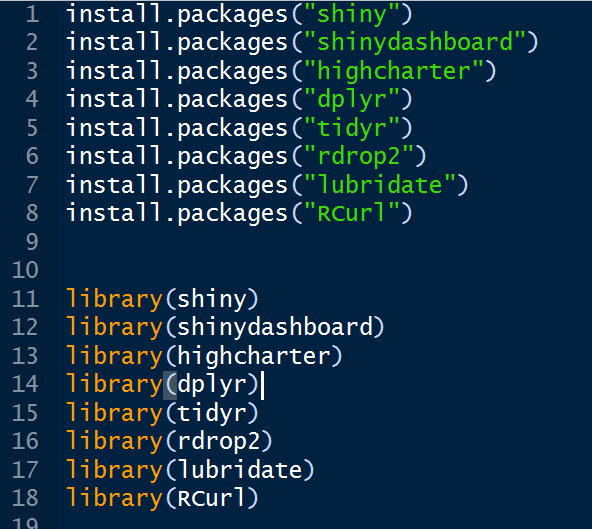 1 install.packages("shiny")
2 install.packages("shinydashboard")
3 install.packages("highcharter")
4 install.packages("dplyr")
5 install.packages("tidyr")
6 install.packages("rdrop2")
7 install.packages("lubridate")
8 install.packages("RCurl")
9
10
11 library(shiny)
12 library(shinydashboard)
13 library(highcharter)
14 library(dplyr)
15 library(tidyr)
16 library(rdrop2)
17 library(lubridate)
18 library(RCurl)
19